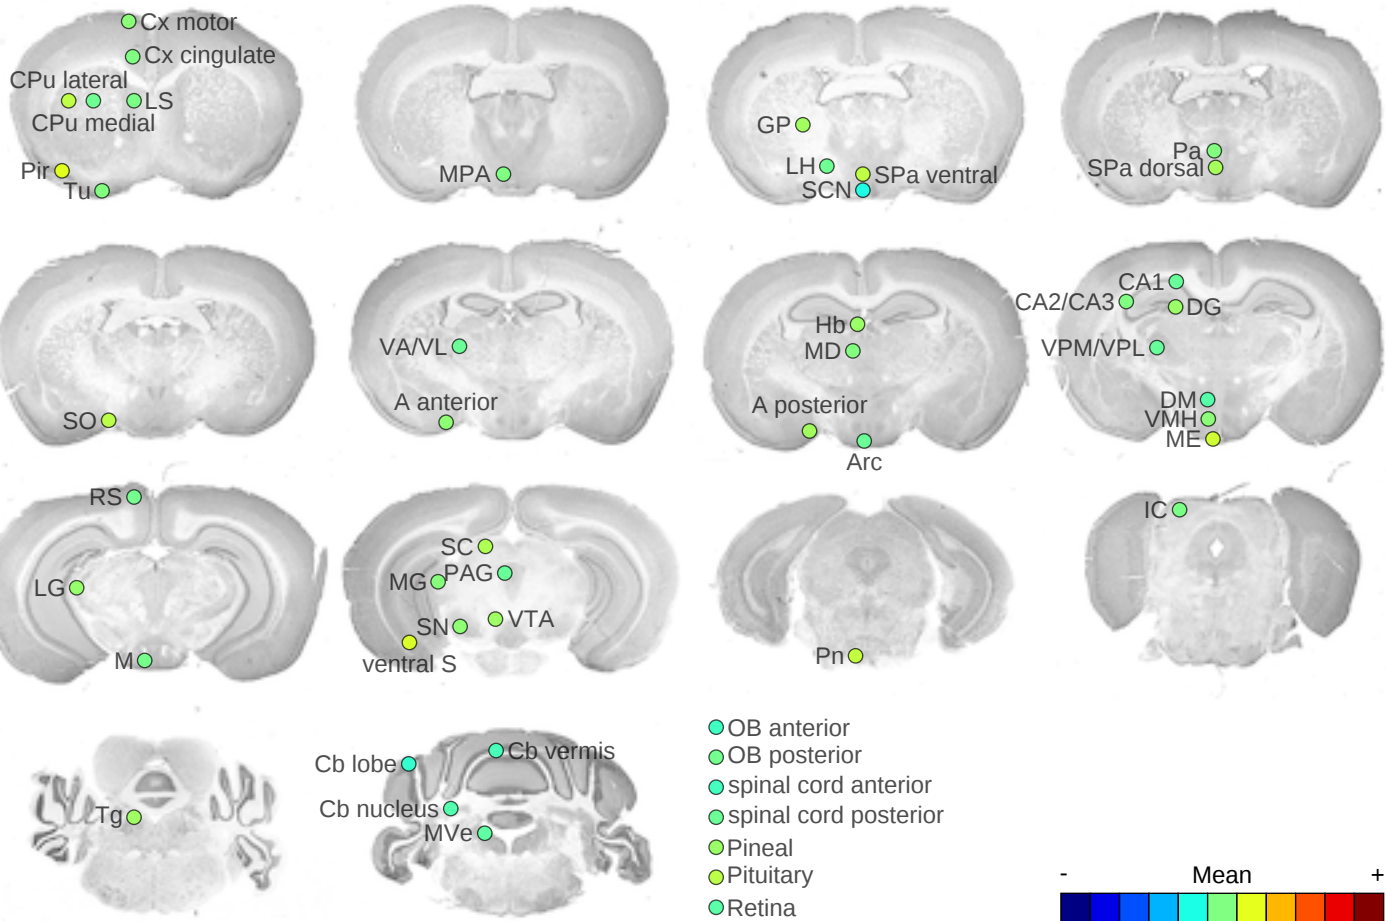 Cx motor
Cx cingulate
CPu lateral
LS
CPu medial
Pir
Tu
MPA
GP
LH
SPa ventral
SCN
Pa
SPa dorsal
SO
VA/VL
A anterior
Hb
MD
A posterior
Arc
CA1
CA2/CA3
DG
VPM/VPL
DM
VMH
ME
RS
LG
M
SC
PAG
MG
VTA
SN
ventral S
Pn
IC
Tg
Cb vermis
Cb lobe
Cb nucleus
MVe
OB anterior
OB posterior
spinal cord anterior
spinal cord posterior
Pineal
Pituitary
Retina
- Mean +